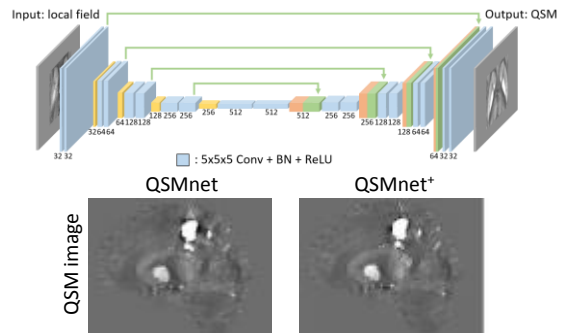 Input: local field
Output: QSM
32 32
32 64 64
64 128 128
128 256 256
256 512 512
512 256 256
256 128 128
128 64 64
64 32 32
: 5x5x5 Conv + BN + ReLU
QSMnet QSMnet⁺
QSM image